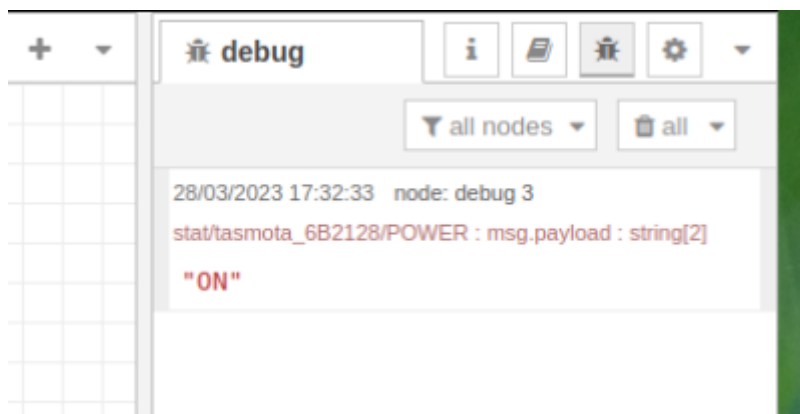 debug
all nodes
all
28/03/2023 17:32:33 node: debug 3
stat/tasmota_6B2128/POWER : msg.payload : string[2]
"ON"